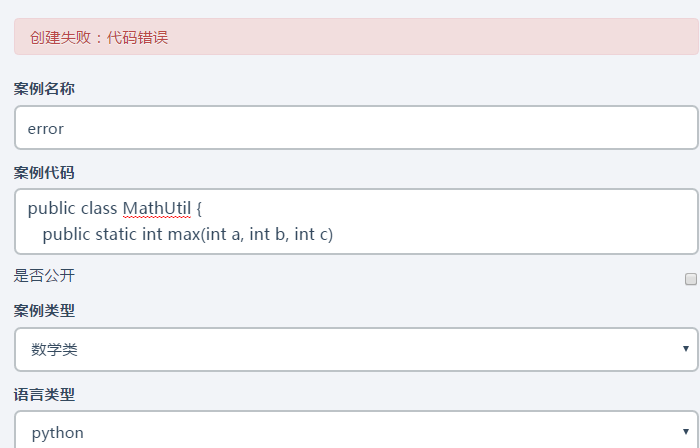 创建失败：代码错误
案例名称
error
案例代码
public class MathUtil {
public static int max(int a, int b, int c)
是否公开
案例类型
数学类
语言类型
python